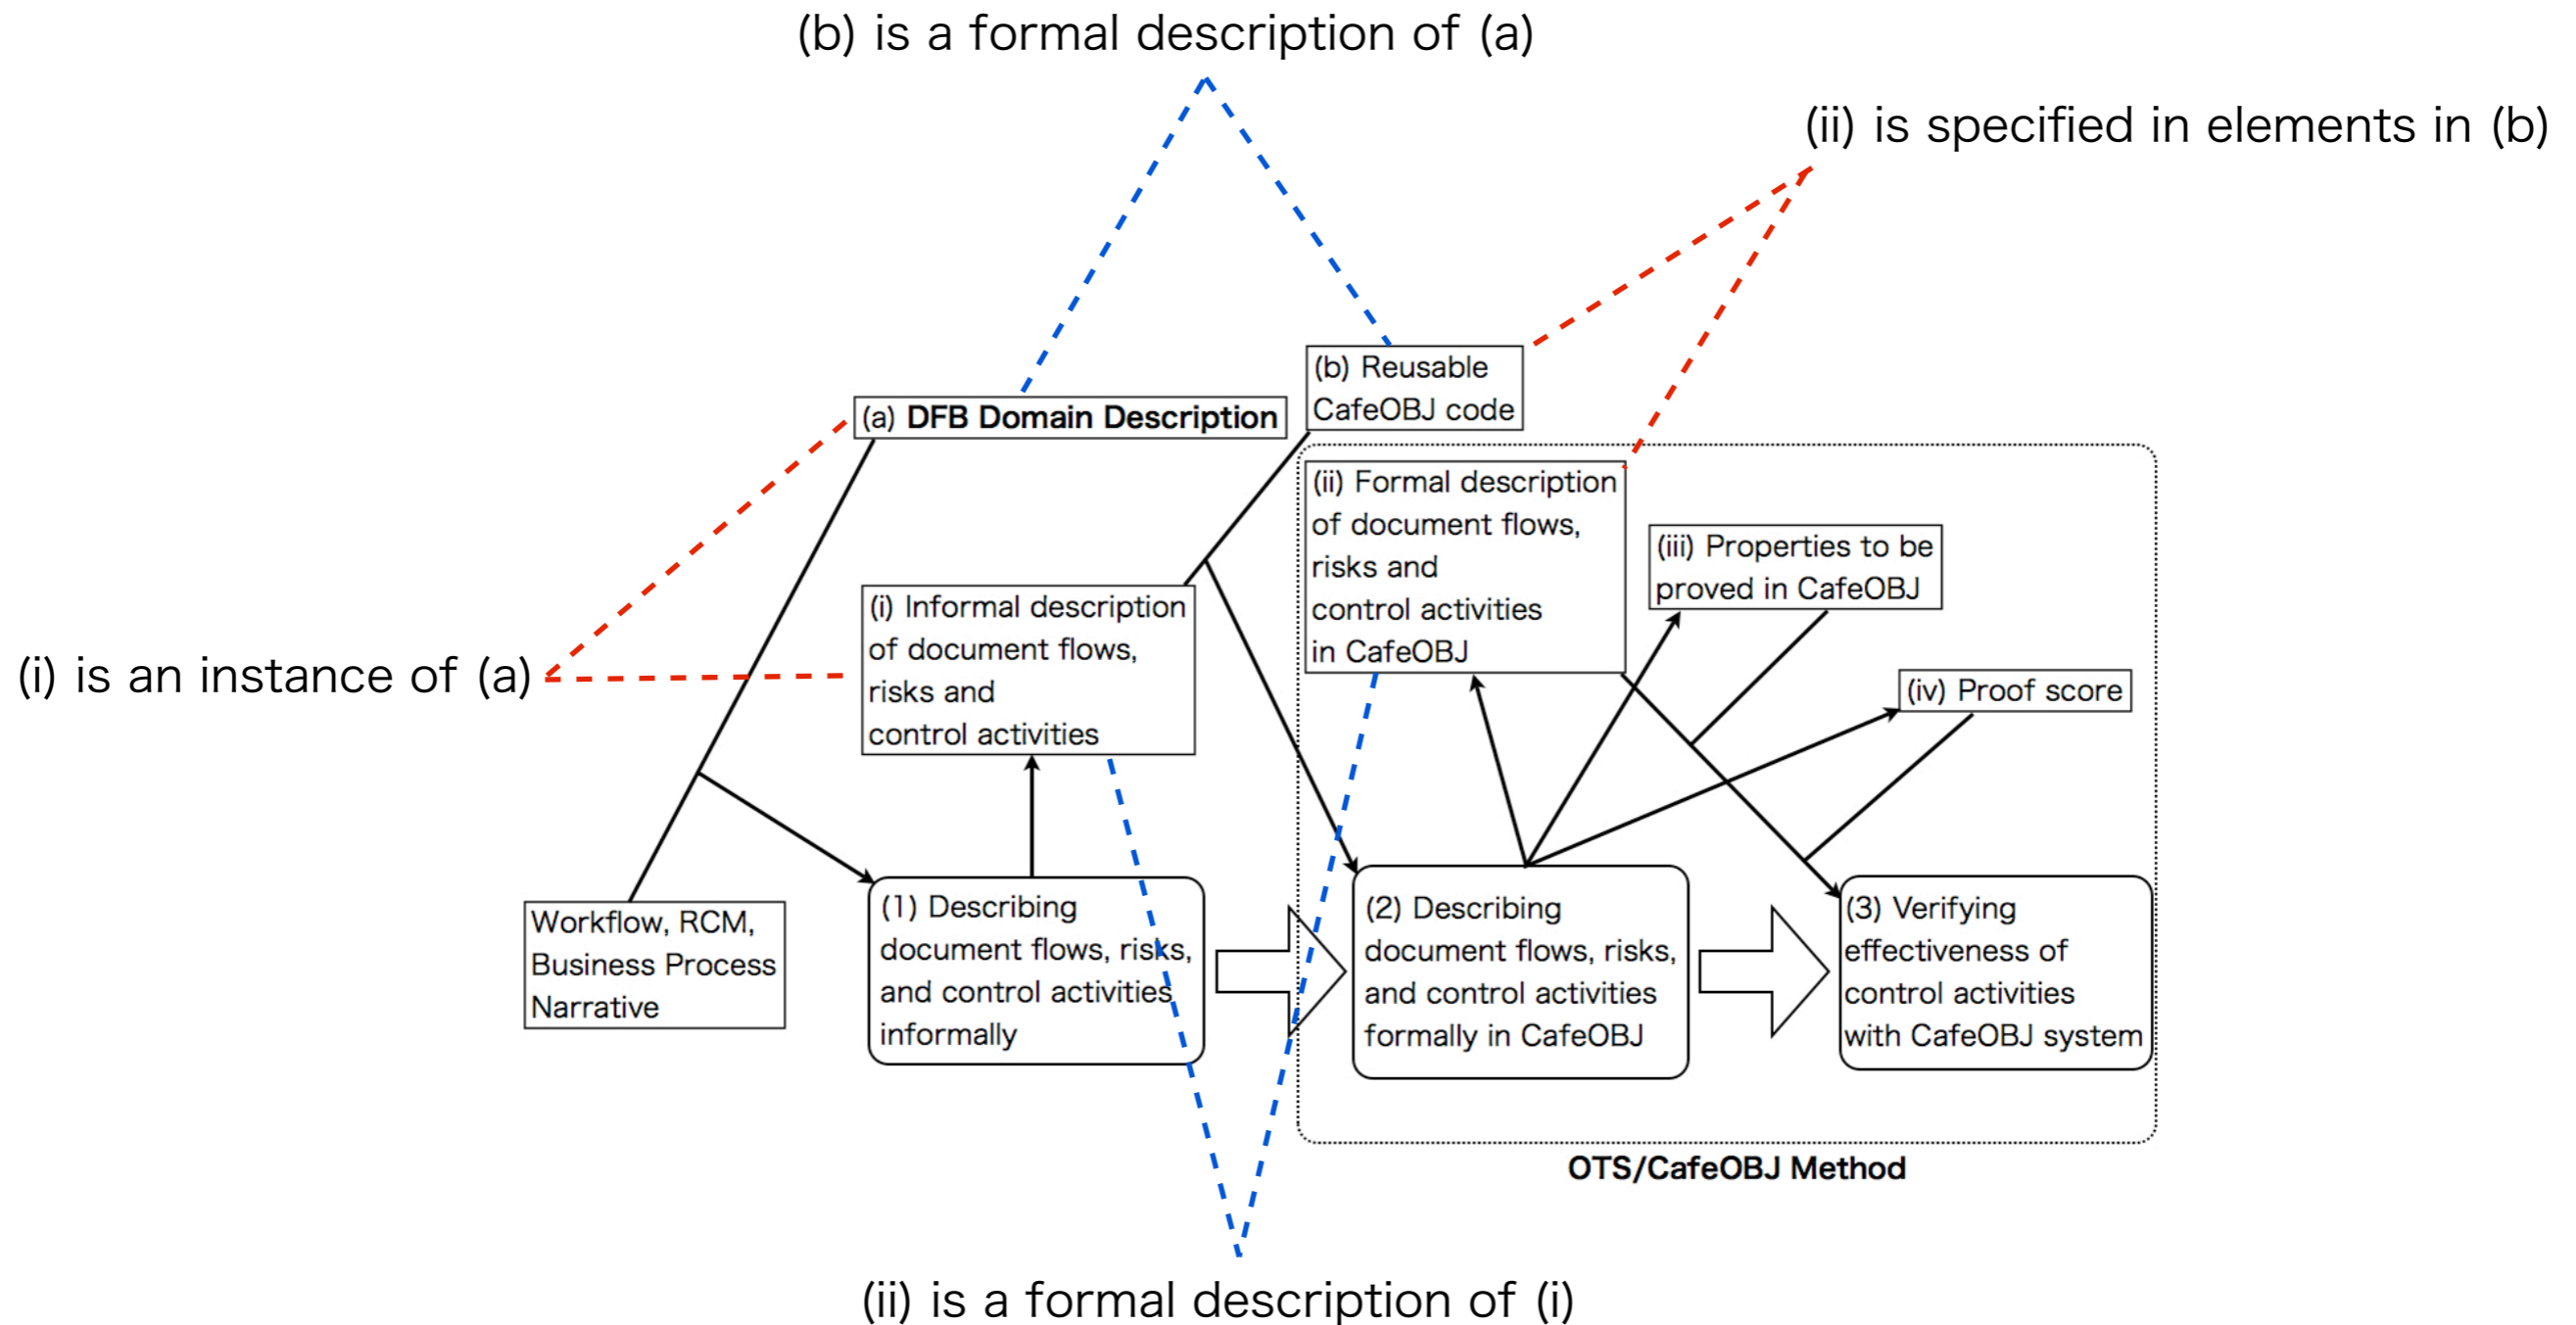 (b) is a formal description of (a)
(ii) is specified in elements in (b)
(b) Reusable
CafeOBJ code
(a) DFB Domain Description
(ii) Formal description
of document flows,
risks and
control activities
in CafeOBJ
(iii) Properties to be
proved in CafeOBJ
(i) Informal description
of document flows,
risks and
control activities
(i) is an instance of (a)
(iv) Proof score
Workflow, RCM,
Business Process
Narrative
(1) Describing
document flows, risks,
and control activities
informally
(2) Describing
document flows, risks,
and control activities
formally in CafeOBJ
(3) Verifying
effectiveness of
control activities
with CafeOBJ system
OTS/CafeOBJ Method
(ii) is a formal description of (i)